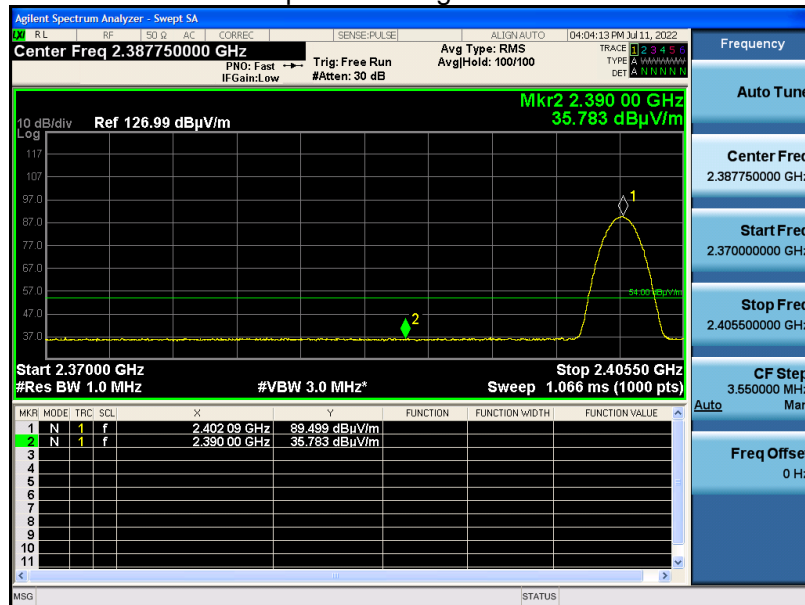 Agilent Spectrum Analyzer - Swept SA
LXI RL RF 50 Ω AC CORREC SENSE:PULSE ALIGN AUTO 04:04:13 PM Jul 11, 2022
Center Freq 2.387750000 GHz
PNO: Fast
IFGain:Low
Trig: Free Run
#Atten: 30 dB
Avg Type: RMS
Avg|Hold: 100/100
TRACE 1 2 3 4 5 6
TYPE A WWWWW
DET A N N N N N
Mkr2 2.390 00 GHz
35.783 dBµV/m
10 dB/div Ref 126.99 dBµV/m
Log
117
107
97.0
87.0
77.0
67.0
57.0
47.0
37.0
1
54.00 dBµV/m
2
Start 2.37000 GHz Stop 2.40550 GHz
#Res BW 1.0 MHz #VBW 3.0 MHz* Sweep 1.066 ms (1000 pts)
MKR MODE TRC SCL X Y FUNCTION FUNCTION WIDTH FUNCTION VALUE
1 N 1 f 2.402 09 GHz 89.499 dBµV/m
2 N 1 f 2.390 00 GHz 35.783 dBµV/m
3
4
5
6
7
8
9
10
11
MSG STATUS
Frequency
Auto Tune
Center Freq
2.387750000 GHz
Start Freq
2.370000000 GHz
Stop Freq
2.405500000 GHz
CF Step
3.550000 MHz
Auto Man
Freq Offset
0 Hz